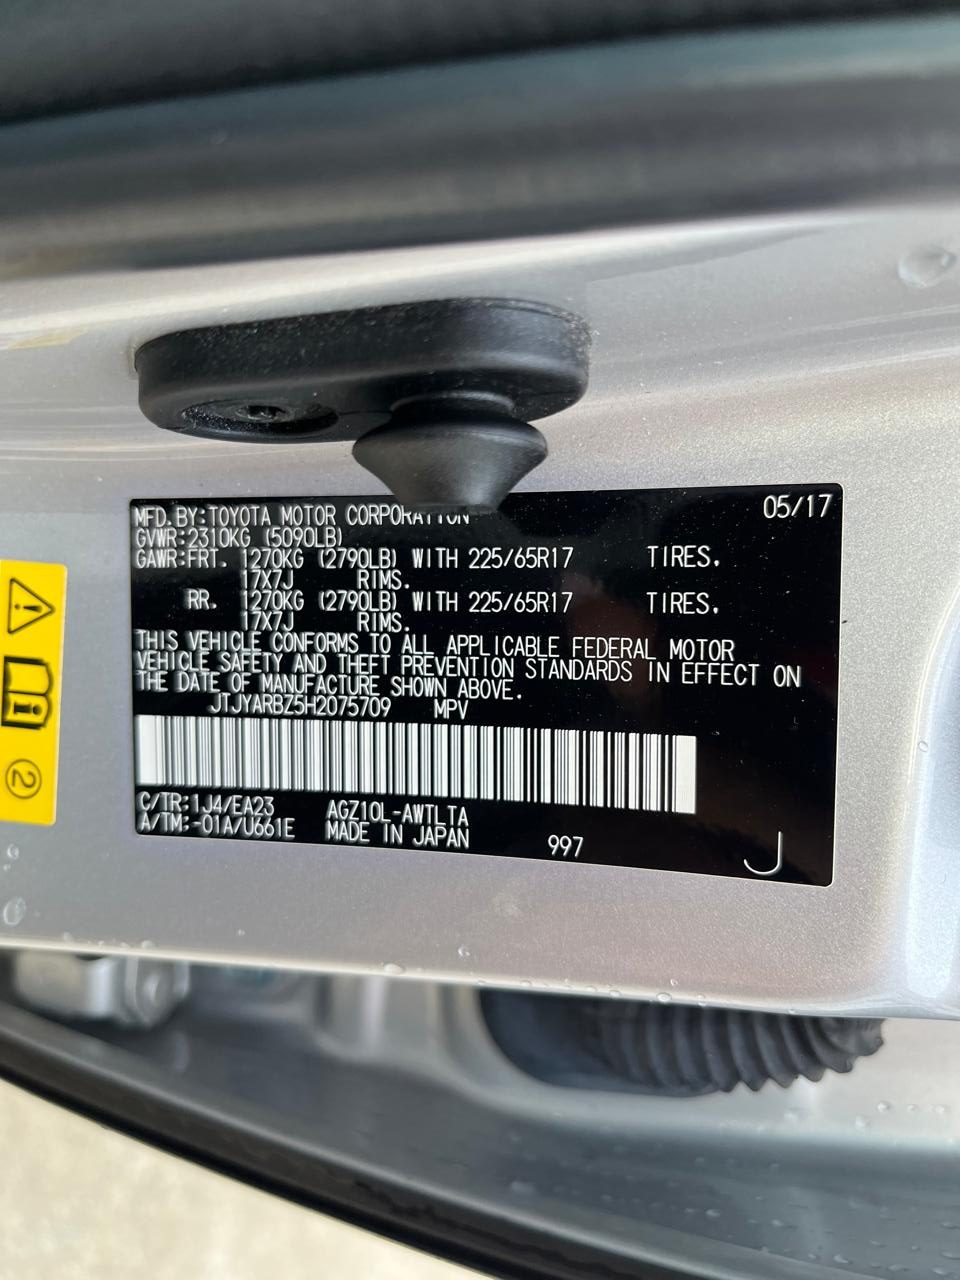 MFD. BY:TOYOTA MOTOR CORPORATION 05/17
GVWR:2310KG (5090LB)
GAWR:FRT. 1270KG (2790LB) WITH 225/65R17 TIRES.
17X7J RIMS.
RR. 1270KG (2790LB) WITH 225/65R17 TIRES.
17X7J RIMS.
THIS VEHICLE CONFORMS TO ALL APPLICABLE FEDERAL MOTOR
VEHICLE SAFETY AND THEFT PREVENTION STANDARDS IN EFFECT ON
THE DATE OF MANUFACTURE SHOWN ABOVE.
JTJYARBZ5H2075709 MPV
C/TR:1J4/EA23 AGZ10L-AWTLTA
A/TM:-01A/U661E MADE IN JAPAN 997
J
2